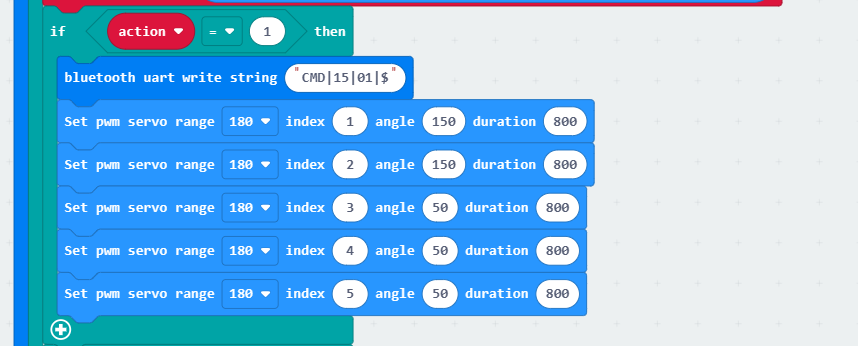 if action = 1 then
bluetooth uart write string "CMD|15|01|$"
Set pwm servo range 180 index 1 angle 150 duration 800
Set pwm servo range 180 index 2 angle 150 duration 800
Set pwm servo range 180 index 3 angle 50 duration 800
Set pwm servo range 180 index 4 angle 50 duration 800
Set pwm servo range 180 index 5 angle 50 duration 800